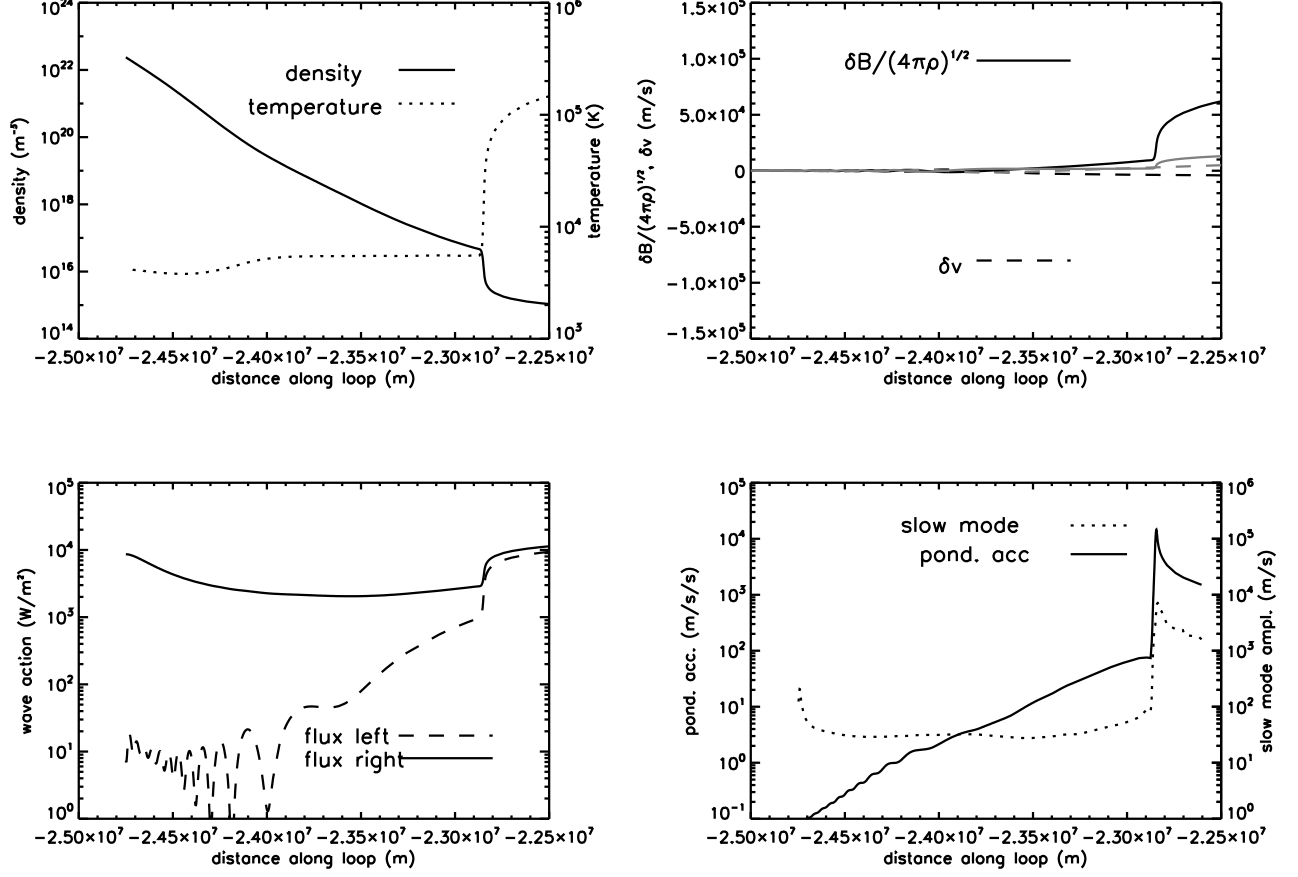 10²⁴
10²²
10²⁰
10¹⁸
10¹⁶
10¹⁴
density (m⁻³)
density
temperature
10⁶
10⁵
10⁴
10³
temperature (K)
−2.50×10⁷ −2.45×10⁷ −2.40×10⁷ −2.35×10⁷ −2.30×10⁷ −2.25×10⁷
distance along loop (m)
1.5×10⁵
1.0×10⁵
5.0×10⁴
0
−5.0×10⁴
−1.0×10⁵
−1.5×10⁵
δB/(4πρ)¹ᐟ², δv (m/s)
δB/(4πρ)¹ᐟ²
δv
−2.50×10⁷ −2.45×10⁷ −2.40×10⁷ −2.35×10⁷ −2.30×10⁷ −2.25×10⁷
distance along loop (m)
10⁵
10⁴
10³
10²
10¹
10⁰
wave action (W/m²)
flux left
flux right
−2.50×10⁷ −2.45×10⁷ −2.40×10⁷ −2.35×10⁷ −2.30×10⁷ −2.25×10⁷
distance along loop (m)
10⁵
10⁴
10³
10²
10¹
10⁰
10⁻¹
pond. acc. (m/s/s)
slow mode
pond. acc
10⁶
10⁵
10⁴
10³
10²
10¹
10⁰
slow mode ampl. (m/s)
−2.50×10⁷ −2.45×10⁷ −2.40×10⁷ −2.35×10⁷ −2.30×10⁷ −2.25×10⁷
distance along loop (m)